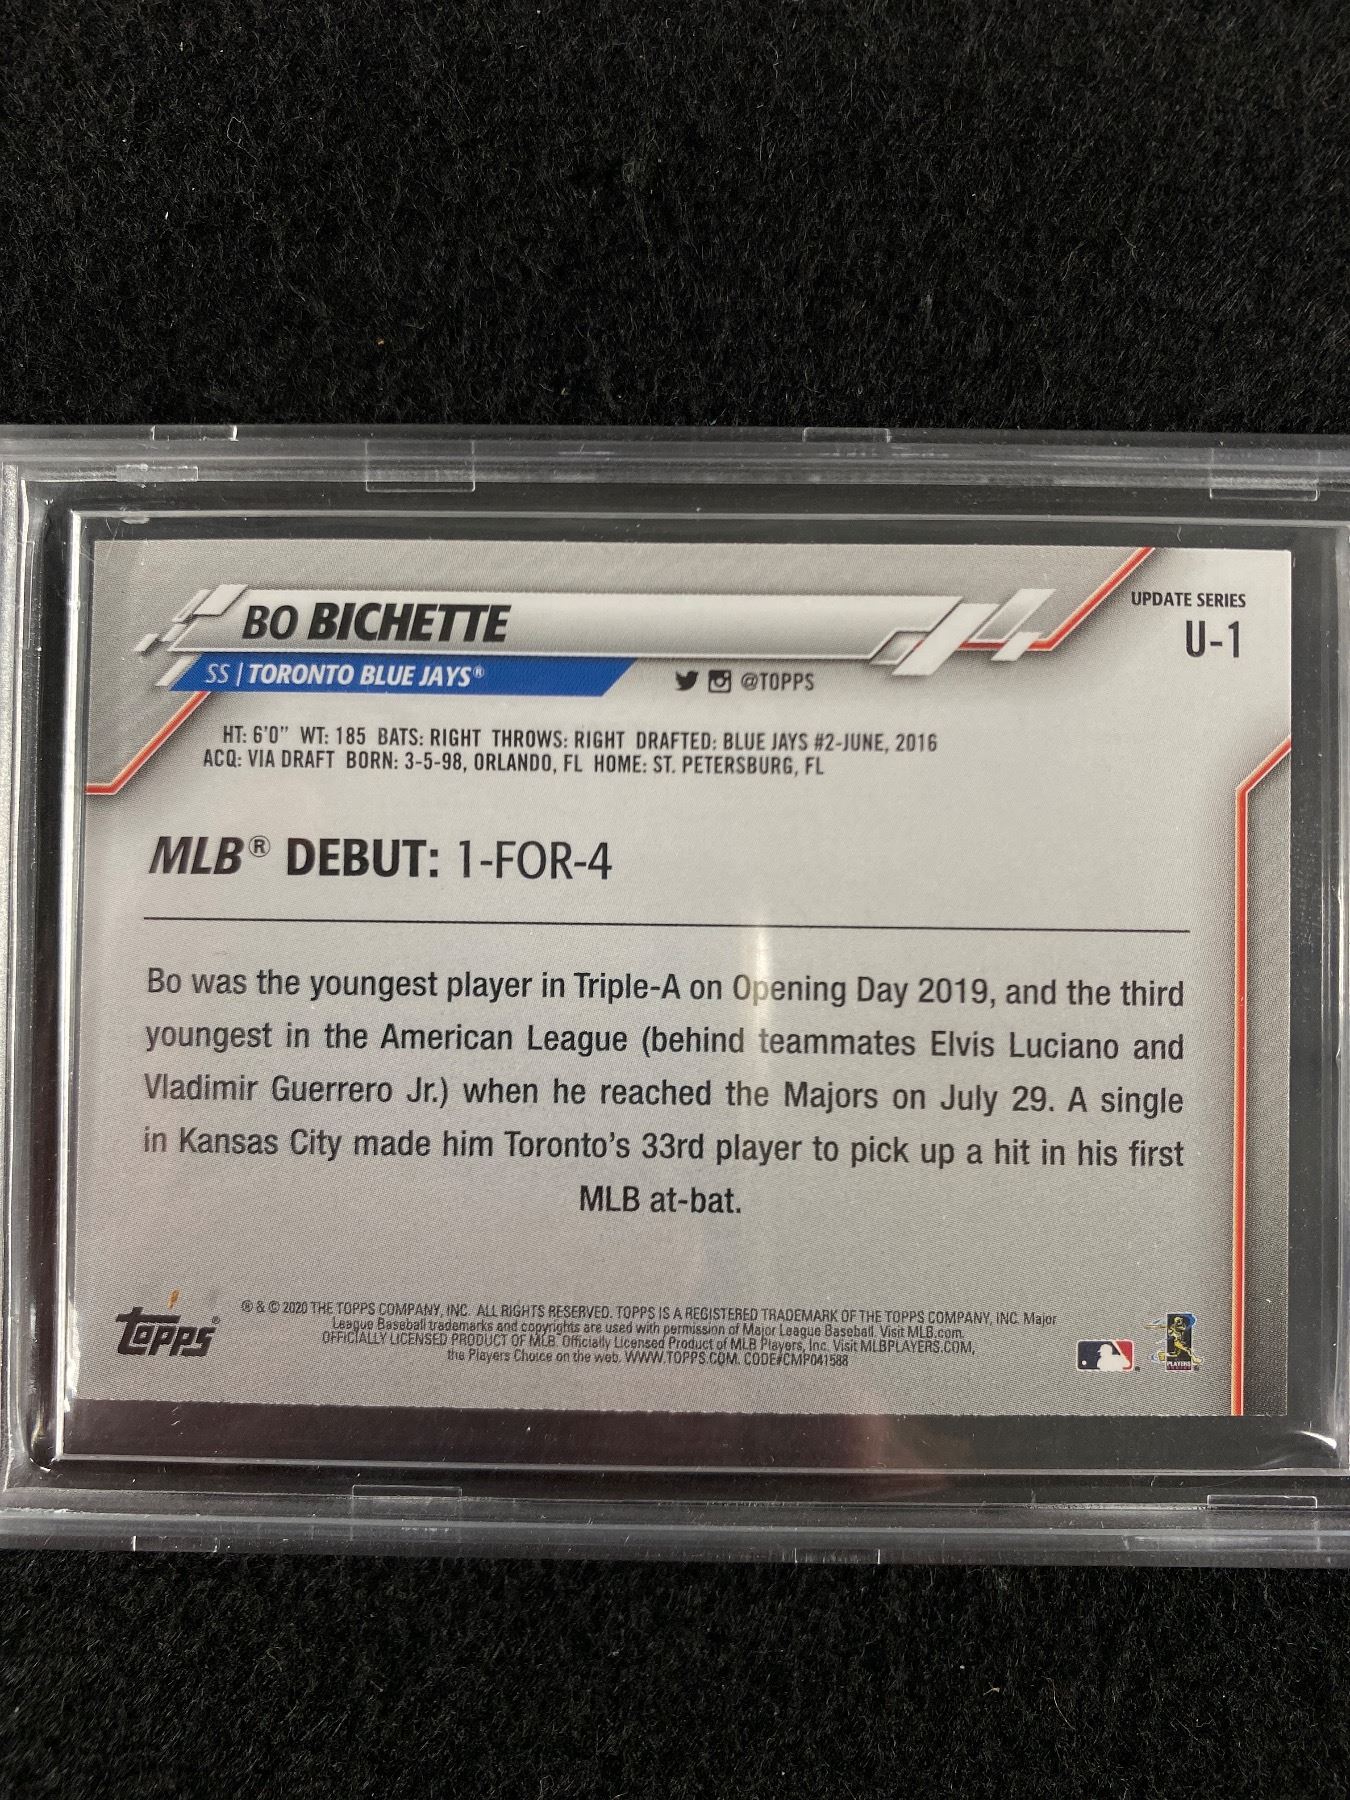 BO BICHETTE
SS | TORONTO BLUE JAYS®
@TOPPS
UPDATE SERIES
U-1
HT: 6'0" WT: 185 BATS: RIGHT THROWS: RIGHT DRAFTED: BLUE JAYS #2-JUNE, 2016
ACQ: VIA DRAFT BORN: 3-5-98, ORLANDO, FL HOME: ST. PETERSBURG, FL
MLB® DEBUT: 1-FOR-4
Bo was the youngest player in Triple-A on Opening Day 2019, and the third
youngest in the American League (behind teammates Elvis Luciano and
Vladimir Guerrero Jr.) when he reached the Majors on July 29. A single
in Kansas City made him Toronto's 33rd player to pick up a hit in his first
MLB at-bat.
Topps®
® & © 2020 THE TOPPS COMPANY, INC. ALL RIGHTS RESERVED. TOPPS IS A REGISTERED TRADEMARK OF THE TOPPS COMPANY, INC. Major
League Baseball trademarks and copyrights are used with permission of Major League Baseball. Visit MLB.com.
OFFICIALLY LICENSED PRODUCT OF MLB Officially Licensed Product of MLB Players, Inc. Visit MLBPLAYERS.COM,
the Players Choice on the web. WWW.TOPPS.COM. CODE#CMP041588
PLAYERS